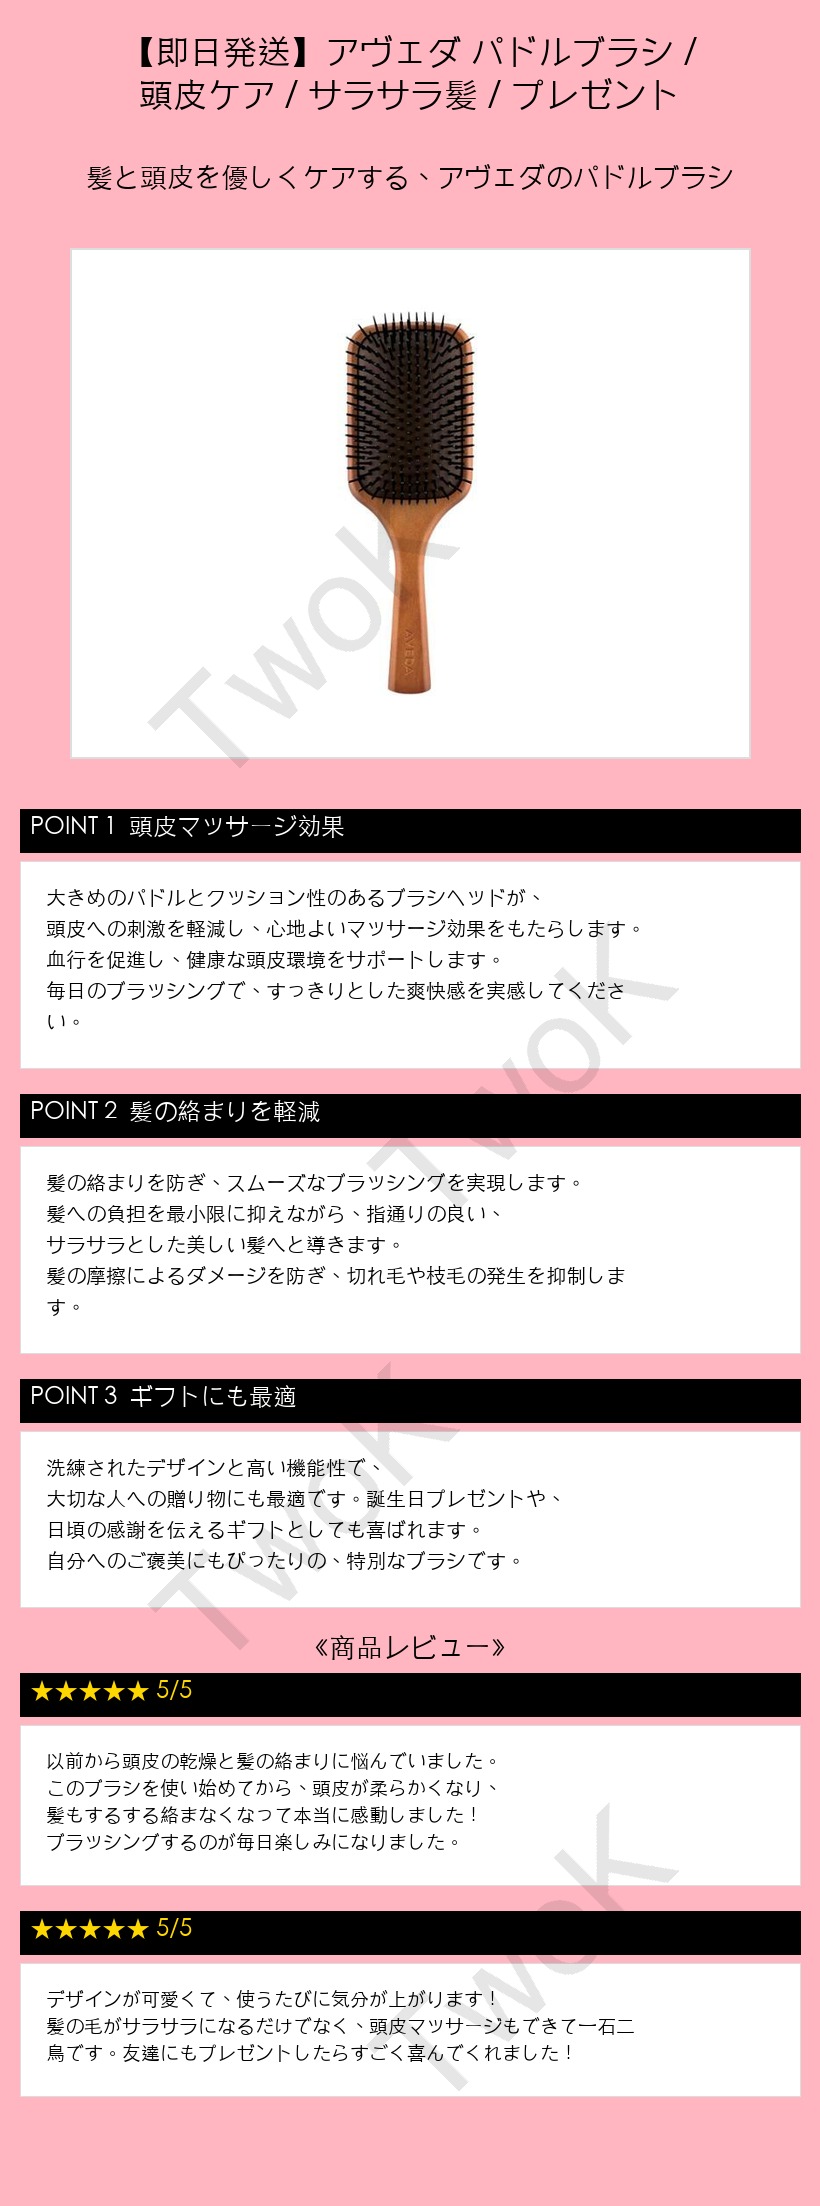 【即日発送】アヴェダ パドルブラシ /
頭皮ケア / サラサラ髪 / プレゼント
髪と頭皮を優しくケアする、アヴェダのパドルブラシ
AVEDA
TwoK
POINT 1 頭皮マッサージ効果
大きめのパドルとクッション性のあるブラシヘッドが、
頭皮への刺激を軽減し、心地よいマッサージ効果をもたらします。
血行を促進し、健康な頭皮環境をサポートします。
毎日のブラッシングで、すっきりとした爽快感を実感してくださ
い。
TwoK
POINT 2 髪の絡まりを軽減
髪の絡まりを防ぎ、スムーズなブラッシングを実現します。
髪への負担を最小限に抑えながら、指通りの良い、
サラサラとした美しい髪へと導きます。
髪の摩擦によるダメージを防ぎ、切れ毛や枝毛の発生を抑制しま
す。
POINT 3 ギフトにも最適
洗練されたデザインと高い機能性で、
大切な人への贈り物にも最適です。誕生日プレゼントや、
日頃の感謝を伝えるギフトとしても喜ばれます。
自分へのご褒美にもぴったりの、特別なブラシです。
TwoK
《商品レビュー》
★★★★★ 5/5
以前から頭皮の乾燥と髪の絡まりに悩んでいました。
このブラシを使い始めてから、頭皮が柔らかくなり、
髪もするする絡まなくなって本当に感動しました！
ブラッシングするのが毎日楽しみになりました。
★★★★★ 5/5
デザインが可愛くて、使うたびに気分が上がります！
髪の毛がサラサラになるだけでなく、頭皮マッサージもできて一石二
鳥です。友達にもプレゼントしたらすごく喜んでくれました！
TwoK